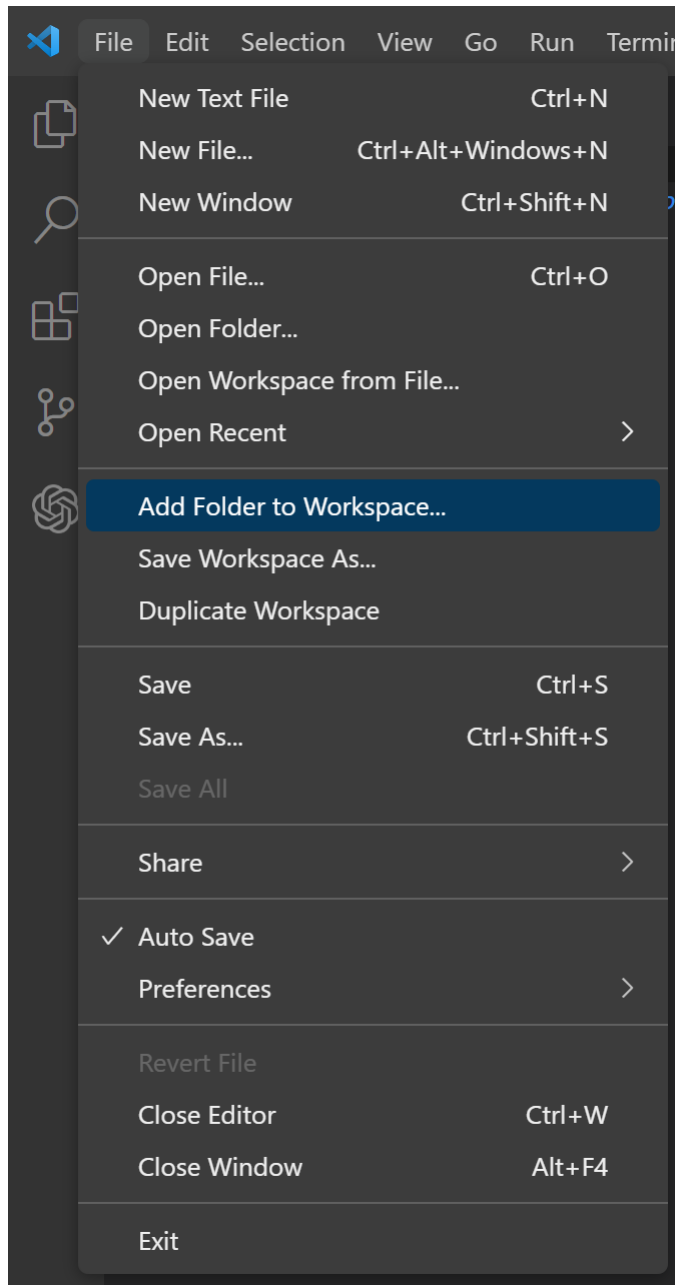 File Edit Selection View Go Run Termin
New Text File Ctrl+N
New File... Ctrl+Alt+Windows+N
New Window Ctrl+Shift+N
Open File... Ctrl+O
Open Folder...
Open Workspace from File...
Open Recent
Add Folder to Workspace...
Save Workspace As...
Duplicate Workspace
Save Ctrl+S
Save As... Ctrl+Shift+S
Save All
Share
Auto Save
Preferences
Revert File
Close Editor Ctrl+W
Close Window Alt+F4
Exit